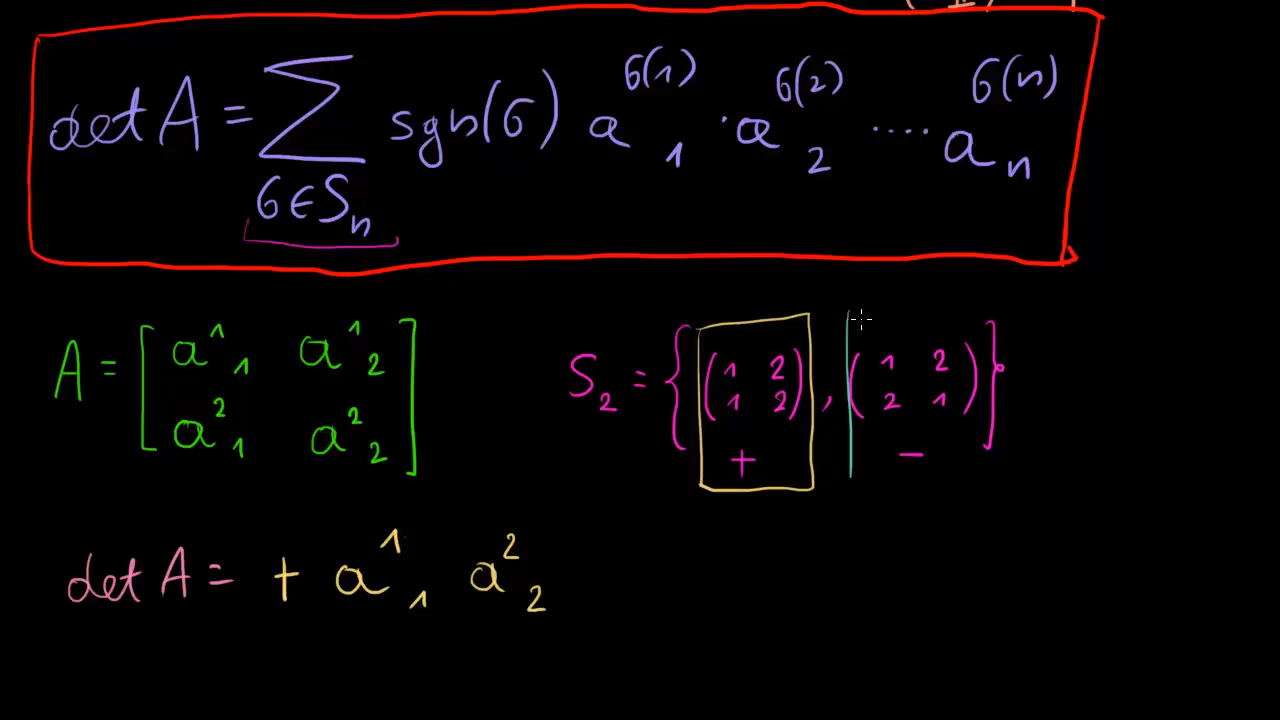 det A = ∑ sgn(σ) a^{σ(1)}_1 · a^{σ(2)}_2 ···· a^{σ(n)}_n
σ∈S_n
A = [ a^1_1 a^1_2
a^2_1 a^2_2 ]
S_2 = { ( 1 2
1 2 ) , ( 1 2
2 1 ) }
+ −
det A = + a^1_1 a^2_2